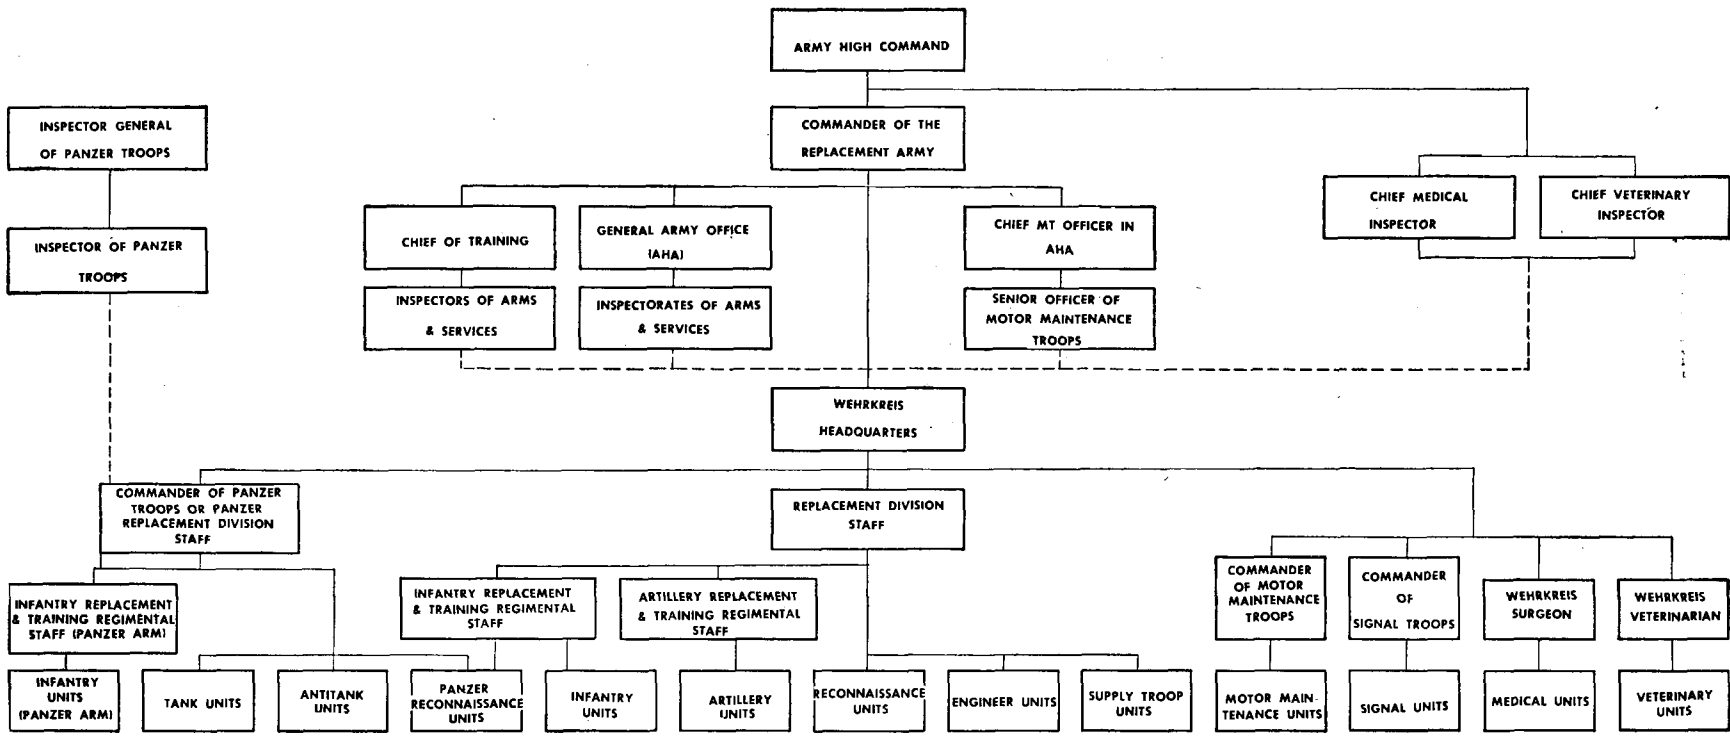 ARMY HIGH COMMAND
INSPECTOR GENERAL
OF PANZER TROOPS
COMMANDER OF THE
REPLACEMENT ARMY
CHIEF MEDICAL
INSPECTOR
CHIEF VETERINARY
INSPECTOR
INSPECTOR OF PANZER
TROOPS
CHIEF OF TRAINING
GENERAL ARMY OFFICE
(AHA)
CHIEF MT OFFICER IN
AHA
INSPECTORS OF ARMS
& SERVICES
INSPECTORATES OF ARMS
& SERVICES
SENIOR OFFICER OF
MOTOR MAINTENANCE
TROOPS
WEHRKREIS
HEADQUARTERS
COMMANDER OF PANZER
TROOPS OR PANZER
REPLACEMENT DIVISION
STAFF
REPLACEMENT DIVISION
STAFF
INFANTRY REPLACEMENT
& TRAINING REGIMENTAL
STAFF (PANZER ARM)
INFANTRY REPLACEMENT
& TRAINING REGIMENTAL
STAFF
ARTILLERY REPLACEMENT
& TRAINING REGIMENTAL
STAFF
COMMANDER
OF MOTOR
MAINTENANCE
TROOPS
COMMANDER
OF
SIGNAL TROOPS
WEHRKREIS
SURGEON
WEHRKREIS
VETERINARIAN
INFANTRY
UNITS
(PANZER ARM)
TANK UNITS
ANTITANK
UNITS
PANZER
RECONNAISSANCE
UNITS
INFANTRY
UNITS
ARTILLERY
UNITS
RECONNAISSANCE
UNITS
ENGINEER UNITS
SUPPLY TROOP
UNITS
MOTOR MAIN-
TENANCE UNITS
SIGNAL UNITS
MEDICAL UNITS
VETERINARY
UNITS